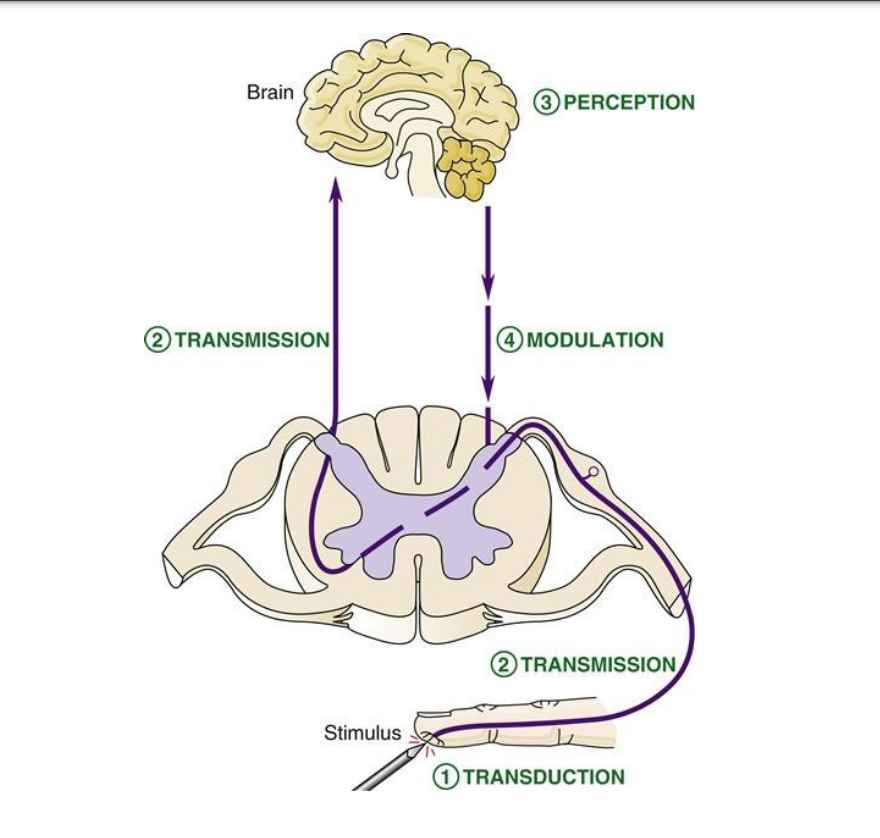 Brain
③ PERCEPTION
② TRANSMISSION
④ MODULATION
② TRANSMISSION
Stimulus
① TRANSDUCTION